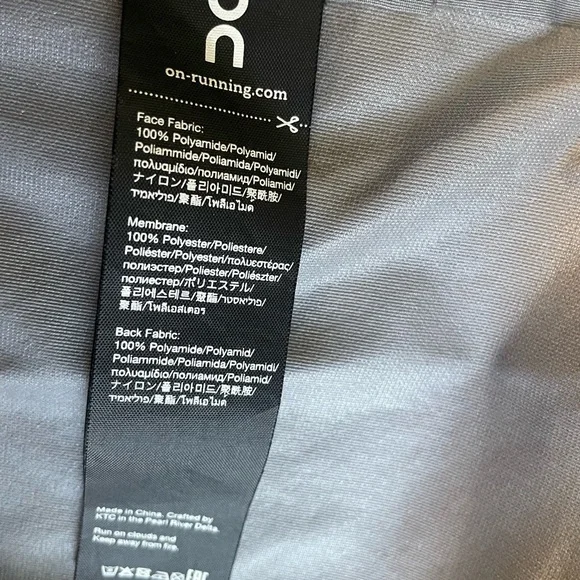 on-running.com
Face Fabric:
100% Polyamide/Polyamid/
Poliammide/Poliamida/Polyamidi/
πολυαμίδιο/полиамид/Poliamid/
ナイロン/폴리아미드/聚酰胺/
פוליאמיד/聚酯/โพลีเอไมด์
Membrane:
100% Polyester/Poliestere/
Poliéster/Polyesteri/πολυεστέρας/
полиэстер/Poliester/Poliészter/
полиестер/ポリエステル/
폴리에스테르/聚酯/פוליאסטר/
聚酯/โพลีเอสเตอร์
Back Fabric:
100% Polyamide/Polyamid/
Poliammide/Poliamida/Polyamidi/
πολυαμίδιο/полиамид/Poliamid/
ナイロン/폴리아미드/聚酰胺/
פוליאמיד/聚酯/โพลีเอไมด์
Made in China. Crafted by
KTC in the Pearl River Delta.
Run on clouds and
Keep away from fire.